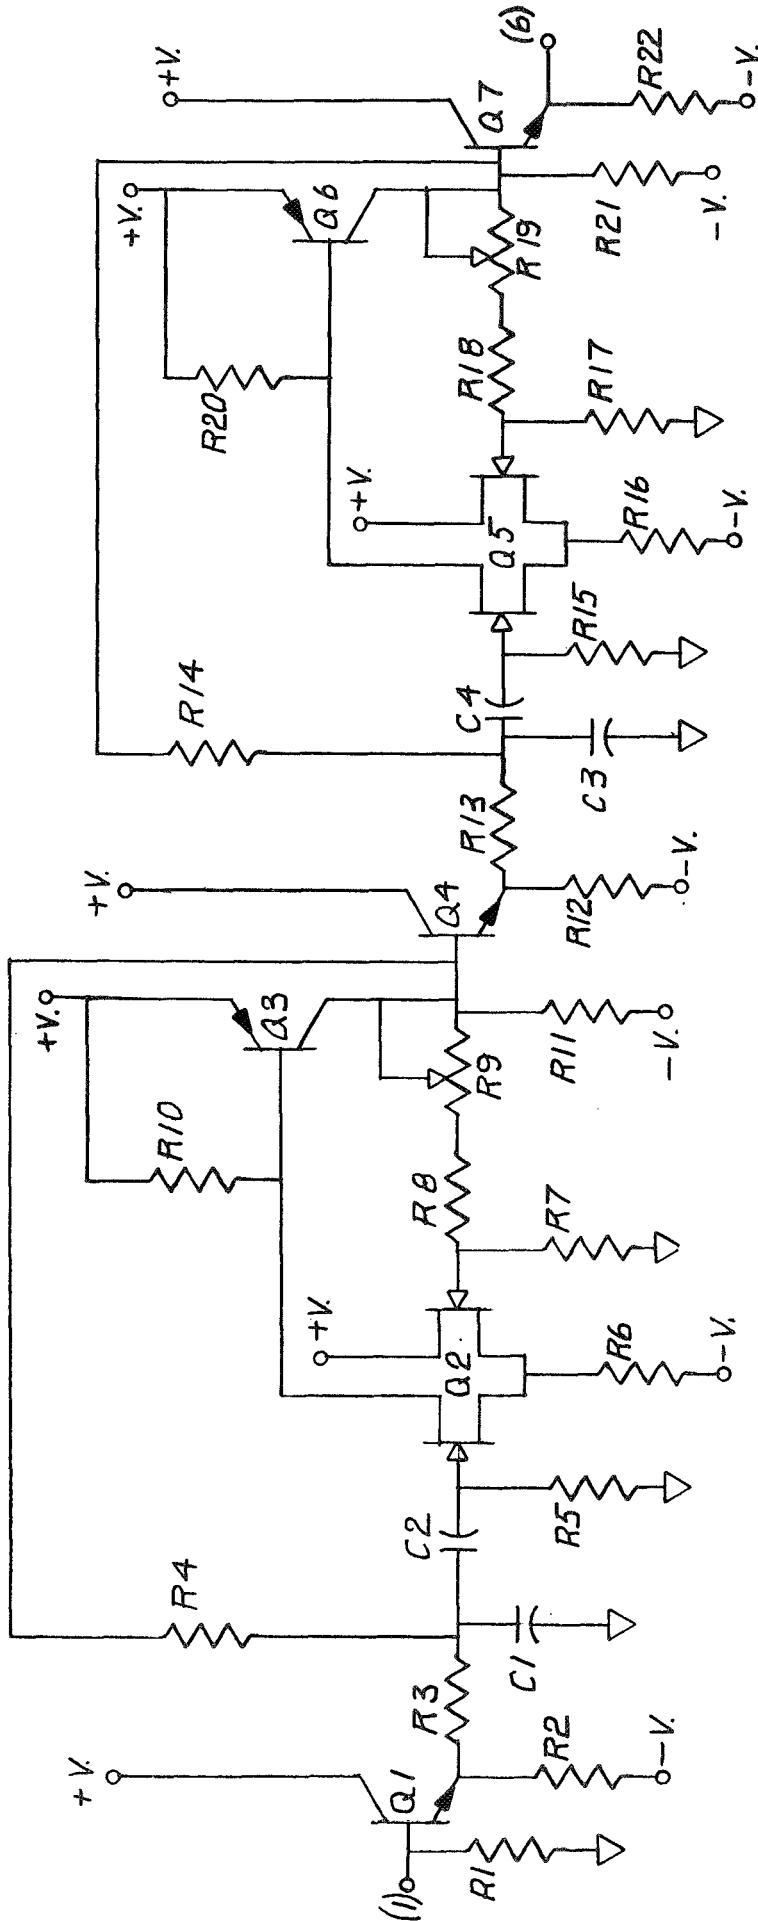 (1)
R1
Q1
+V.
R2
-V.
R3
R4
C1
C2
R5
Q2
+V.
R6
-V.
R7
R8
R9
R10
+V.
Q3
R11
-V.
Q4
+V.
R12
-V.
R13
R14
C3
C4
R15
Q5
+V.
R16
-V.
R17
R18
R19
R20
+V.
Q6
R21
-V.
Q7
+V.
R22
-V.
(6)